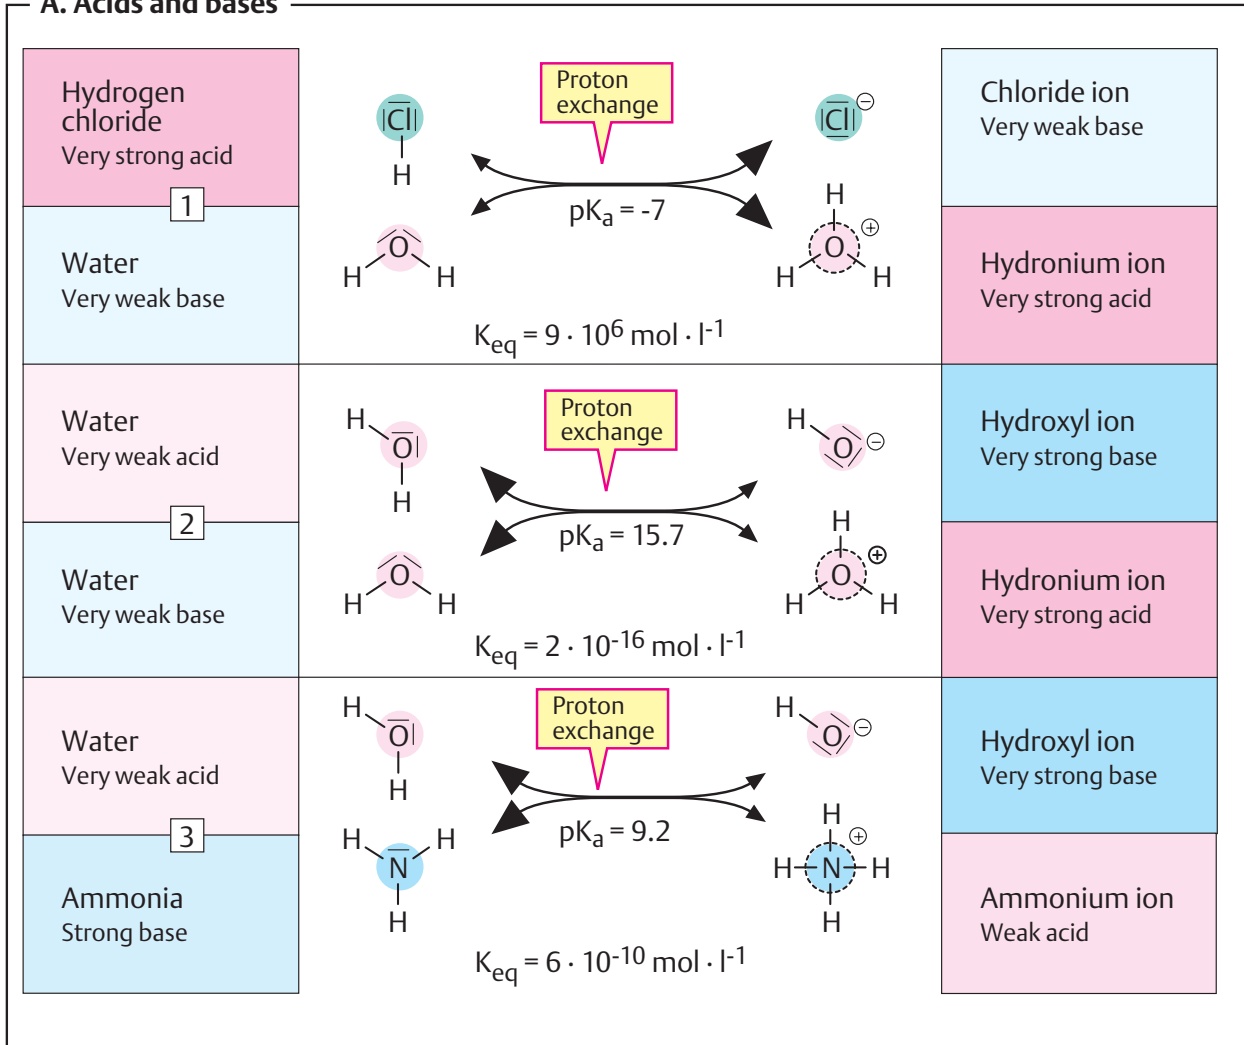 A. Acids and bases
Hydrogen
chloride
Very strong acid
1
Water
Very weak base
|Cl|
H
O
H H
Proton
exchange
pKa = -7
Keq = 9 · 10⁶ mol · l⁻¹
|Cl| ⊖
H
O ⊕
H H
Chloride ion
Very weak base
Hydronium ion
Very strong acid
Water
Very weak acid
2
Water
Very weak base
H
O|
H
O
H H
Proton
exchange
pKa = 15.7
Keq = 2 · 10⁻¹⁶ mol · l⁻¹
H
O ⊖
H
⊕
O
H H
Hydroxyl ion
Very strong base
Hydronium ion
Very strong acid
Water
Very weak acid
3
Ammonia
Strong base
H
O|
H
H H
N
H
Proton
exchange
pKa = 9.2
Keq = 6 · 10⁻¹⁰ mol · l⁻¹
H
O ⊖
H
⊕
H N H
H
Hydroxyl ion
Very strong base
Ammonium ion
Weak acid